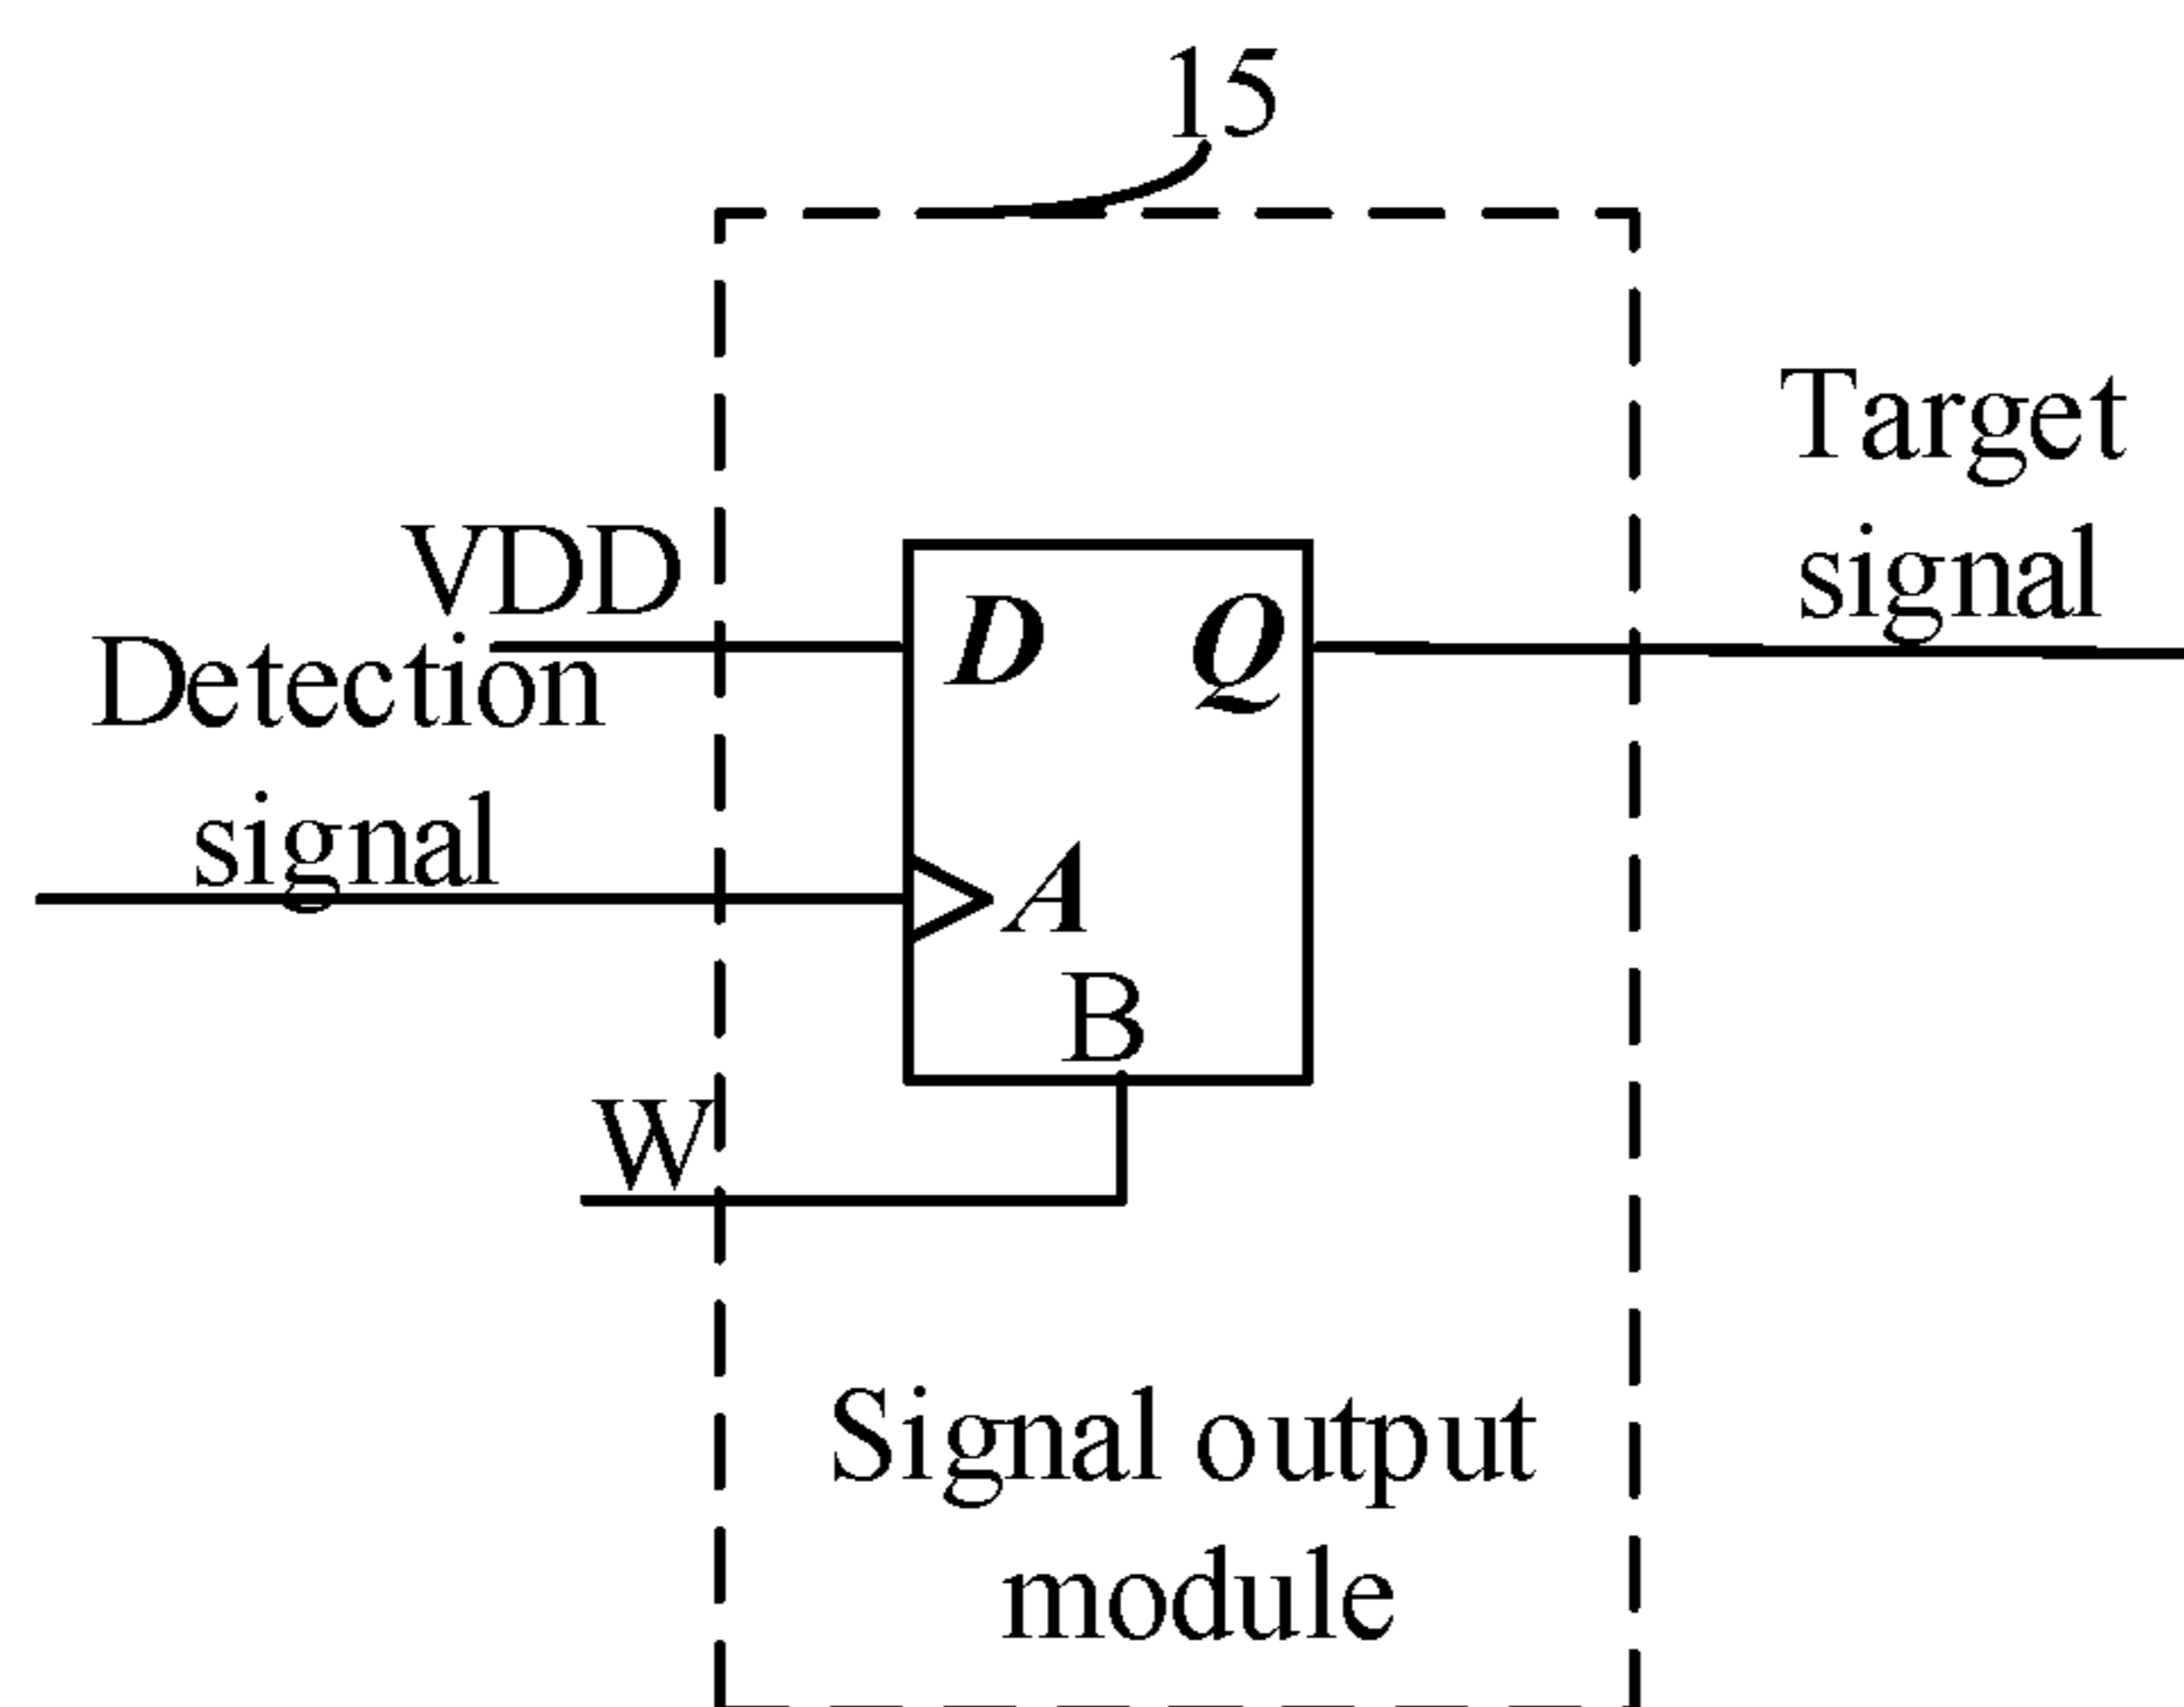 15
Target
signal
VDD
Detection
signal
D
Q
A
B
W
Signal output
module